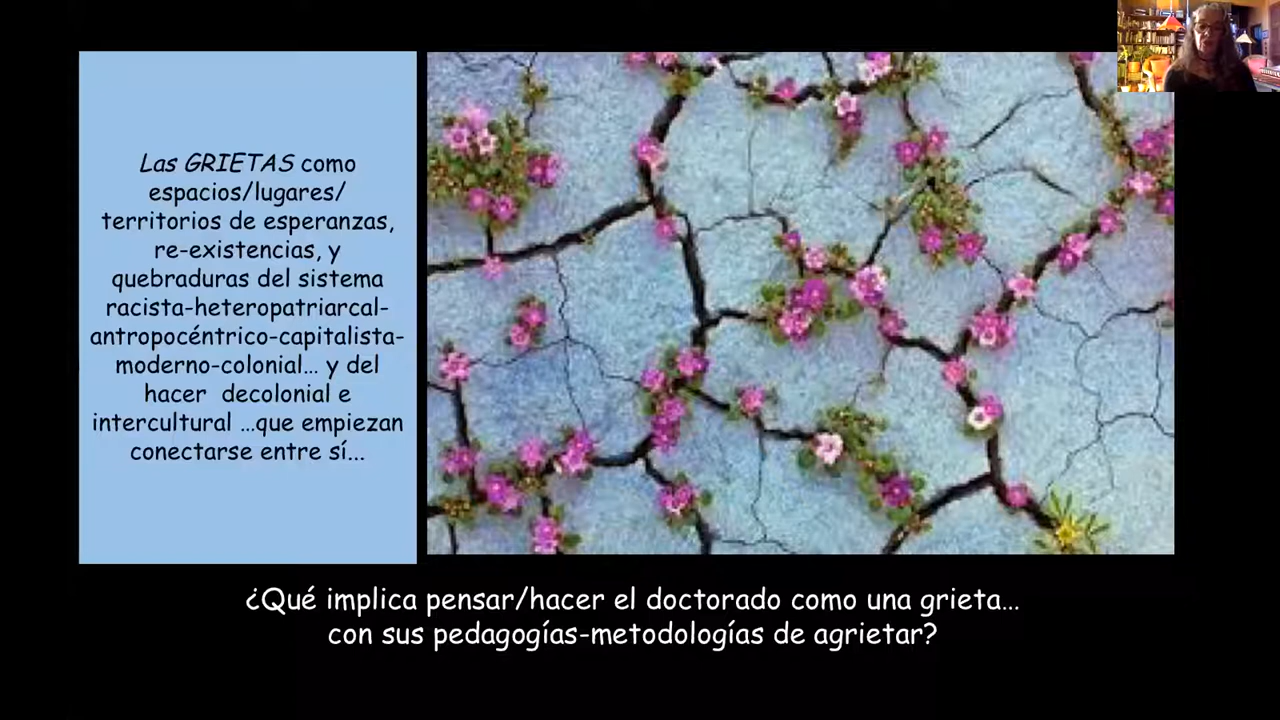 Las GRIETAS como
espacios/lugares/
territorios de esperanzas,
re-existencias, y
quebraduras del sistema
racista-heteropatriarcal-
antropocéntrico-capitalista-
moderno-colonial... y del
hacer  decolonial e
intercultural ...que empiezan
conectarse entre sí...
¿Qué implica pensar/hacer el doctorado como una grieta...
con sus pedagogías-metodologías de agrietar?